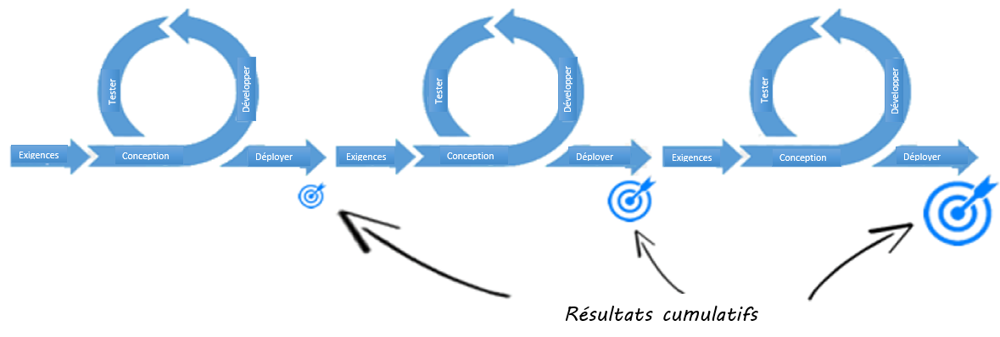 Tester
Développer
Exigences
Conception
Déployer
Tester
Développer
Exigences
Conception
Déployer
Tester
Développer
Exigences
Conception
Déployer
Résultats cumulatifs